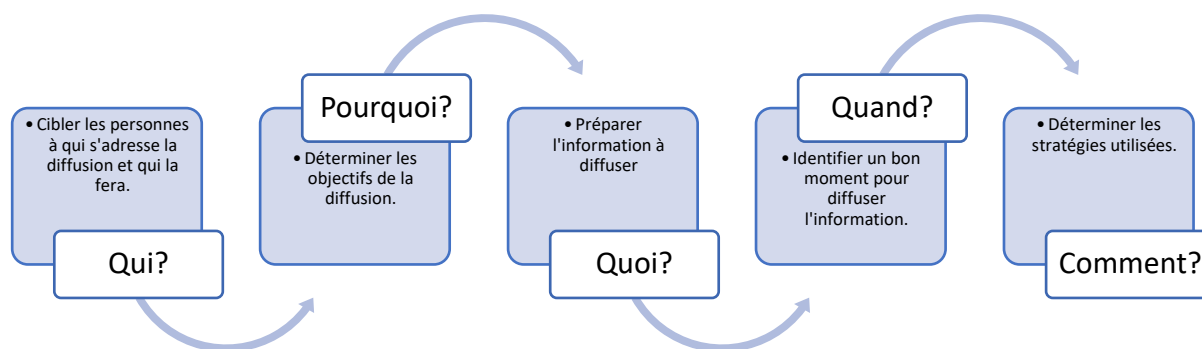 • Cibler les personnes
à qui s'adresse la
diffusion et qui la
fera.
Qui?
Pourquoi?
• Déterminer les
objectifs de la
diffusion.
• Préparer
l'information à
diffuser
Quoi?
Quand?
• Identifier un bon
moment pour
diffuser
l'information.
• Déterminer les
stratégies utilisées.
Comment?